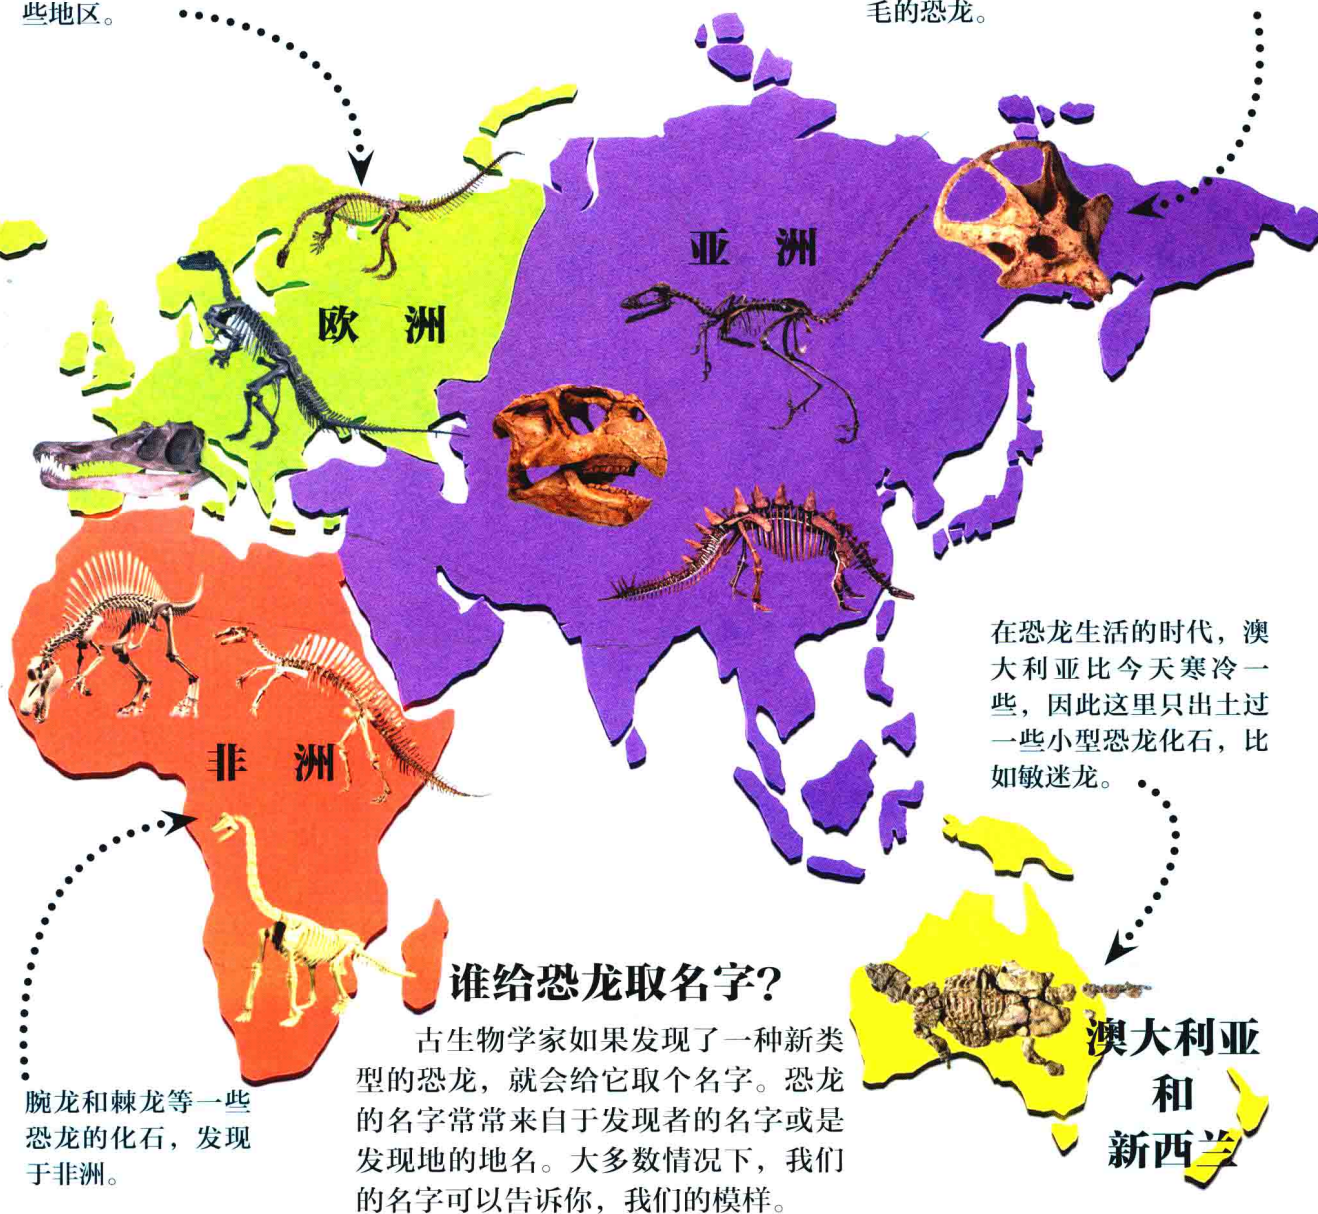 些地区。
毛的恐龙。
亚 洲
欧 洲
在恐龙生活的时代，澳
大利亚比今天寒冷一
些，因此这里只出土过
一些小型恐龙化石，比
如敏迷龙。
非 洲
谁给恐龙取名字？
古生物学家如果发现了一种新类
型的恐龙，就会给它取个名字。恐龙
的名字常常来自于发现者的名字或是
发现地的地名。大多数情况下，我们
的名字可以告诉你，我们的模样。
澳大利亚
和
新西兰
腕龙和棘龙等一些
恐龙的化石，发现
于非洲。